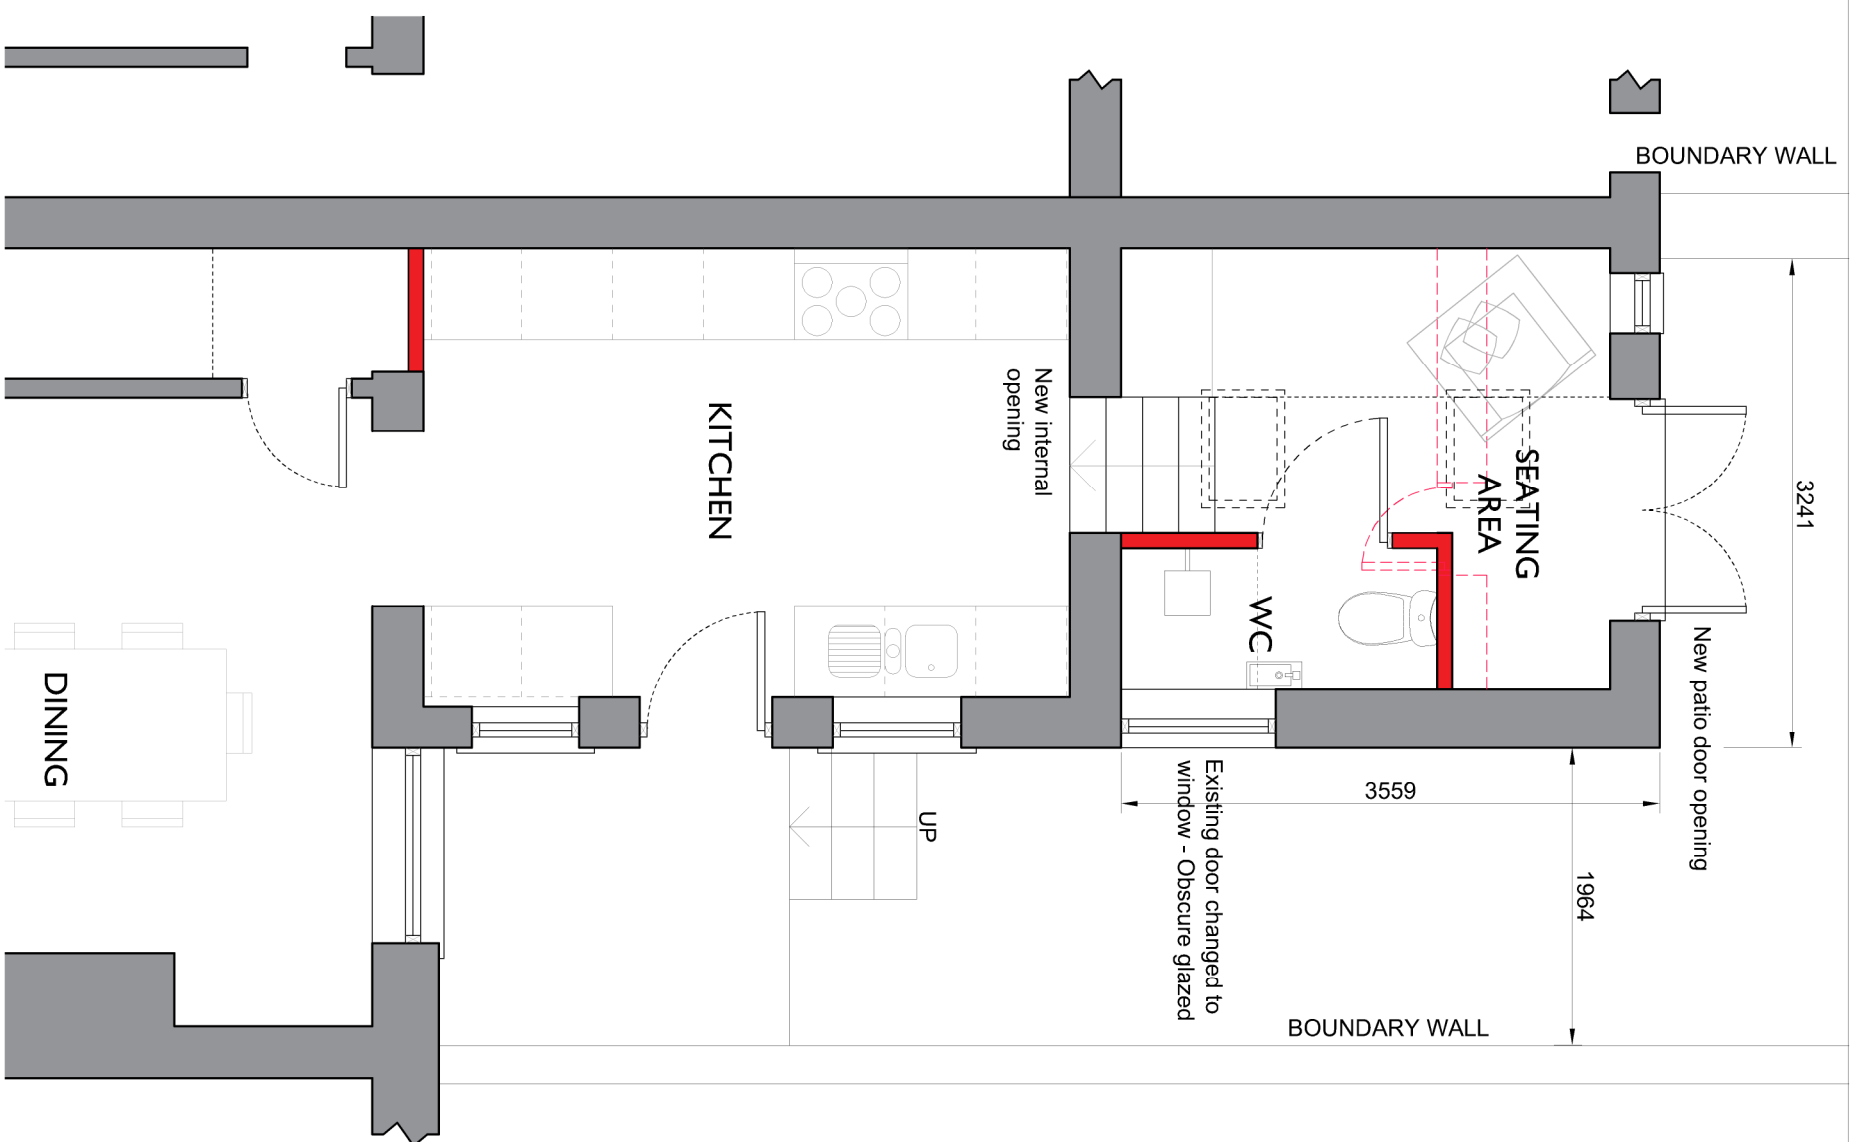 BOUNDARY WALL
New internal
opening
KITCHEN
SEATING
AREA
3241
WC
DINING
New patio door opening
3559
UP
Existing door changed to
window - Obscure glazed
1964
BOUNDARY WALL